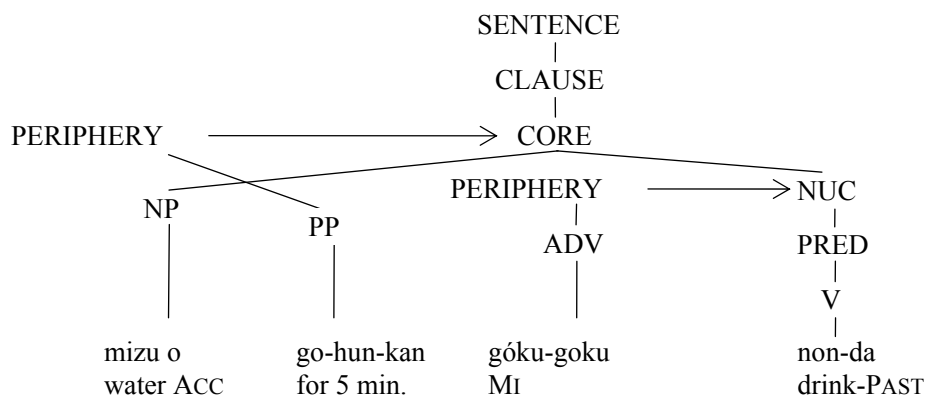 SENTENCE
CLAUSE
PERIPHERY CORE
NP PERIPHERY NUC
PP ADV PRED
V
mizu o go-hun-kan góku-goku non-da
water ACC for 5 min. MI drink-PAST